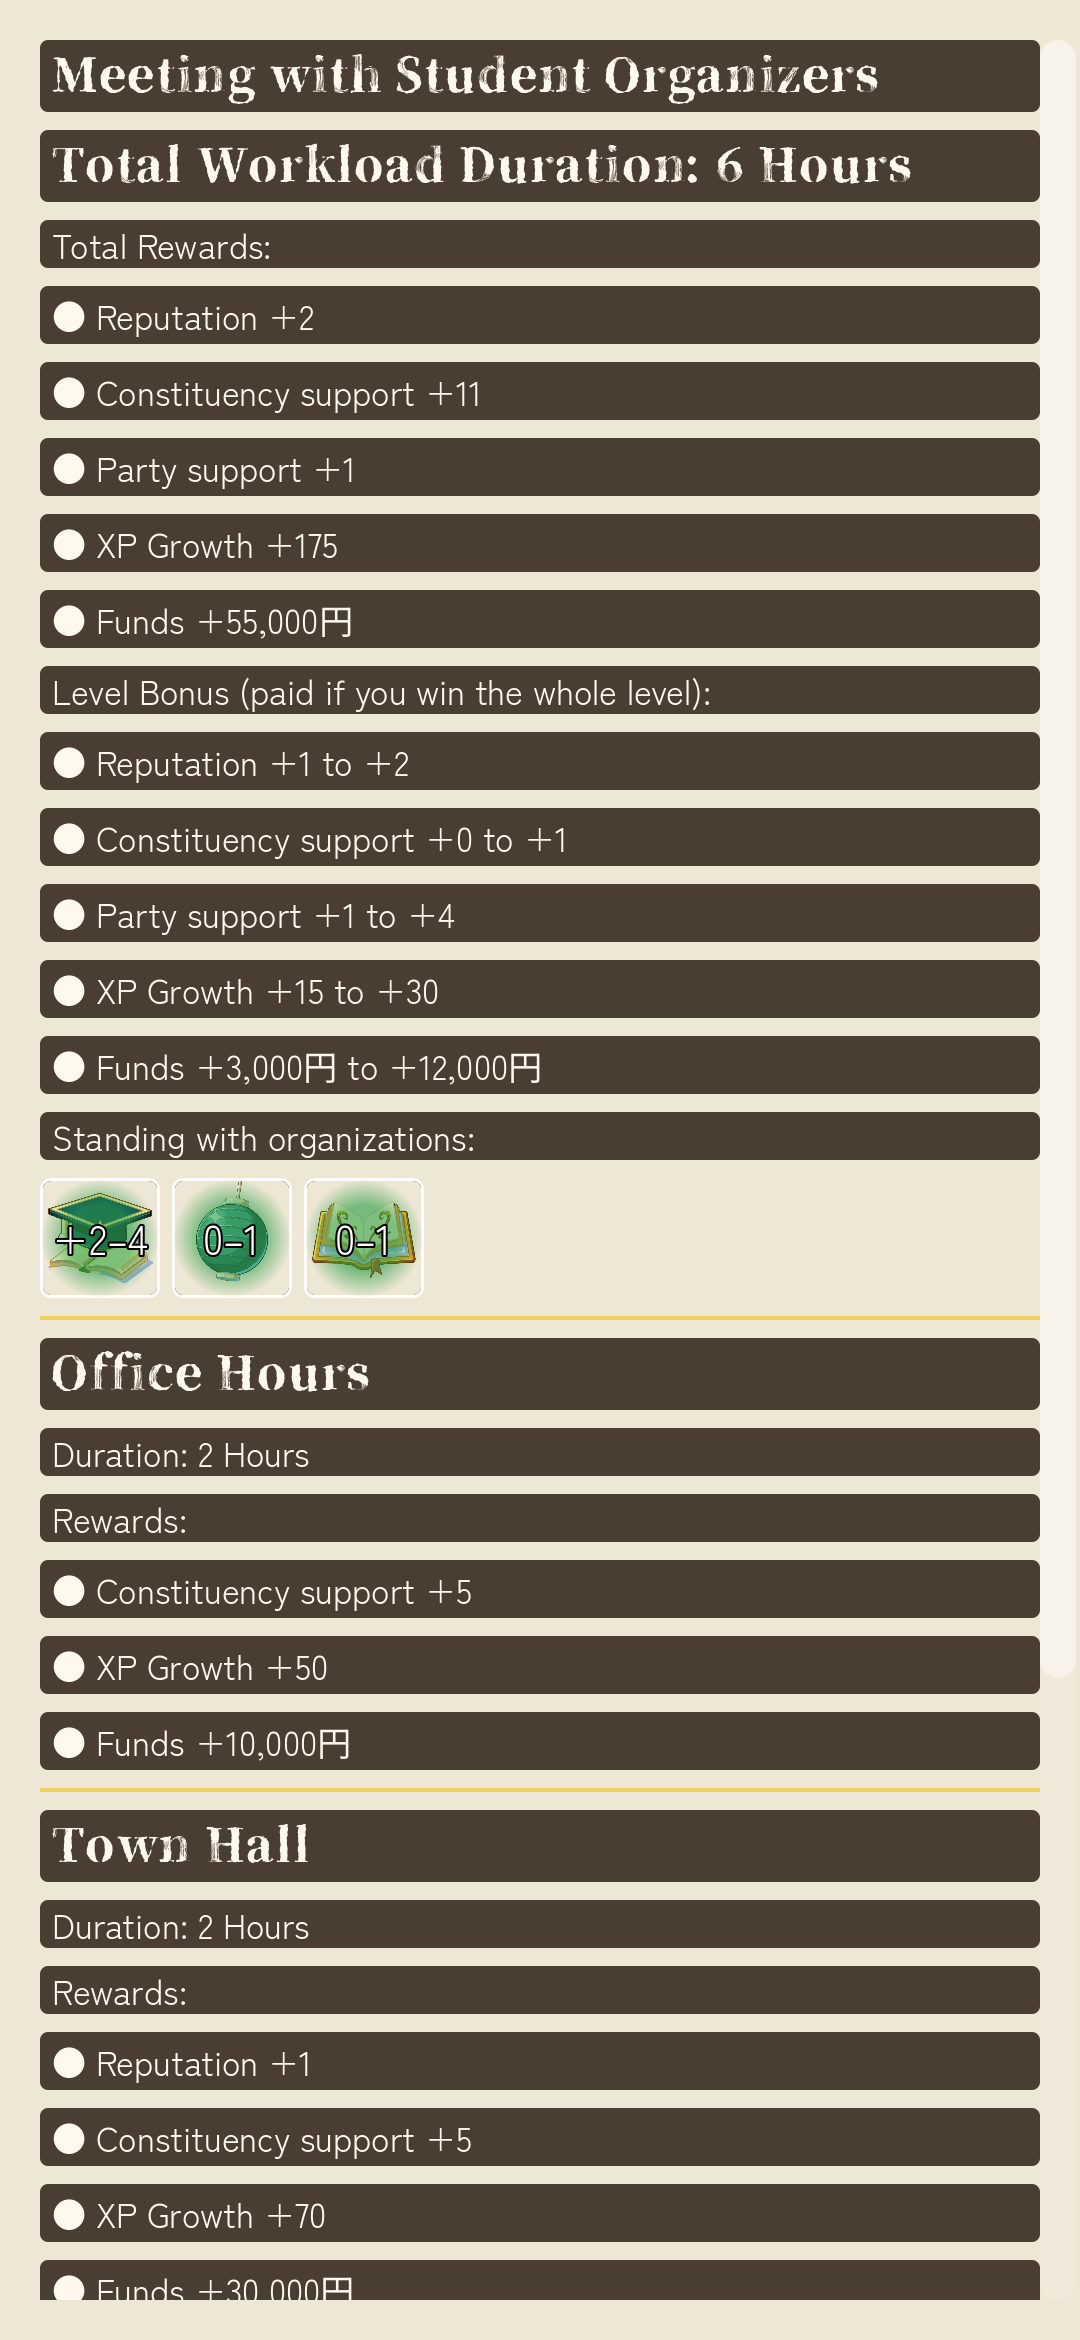 Meeting with Student Organizers
Total Workload Duration: 6 Hours
Total Rewards:
● Reputation +2
● Constituency support +11
● Party support +1
● XP Growth +175
● Funds +55,000円
Level Bonus (paid if you win the whole level):
● Reputation +1 to +2
● Constituency support +0 to +1
● Party support +1 to +4
● XP Growth +15 to +30
● Funds +3,000円 to +12,000円
Standing with organizations:
+2-4 0-1 0-1
Office Hours
Duration: 2 Hours
Rewards:
● Constituency support +5
● XP Growth +50
● Funds +10,000円
Town Hall
Duration: 2 Hours
Rewards:
● Reputation +1
● Constituency support +5
● XP Growth +70
● Funds +30,000円